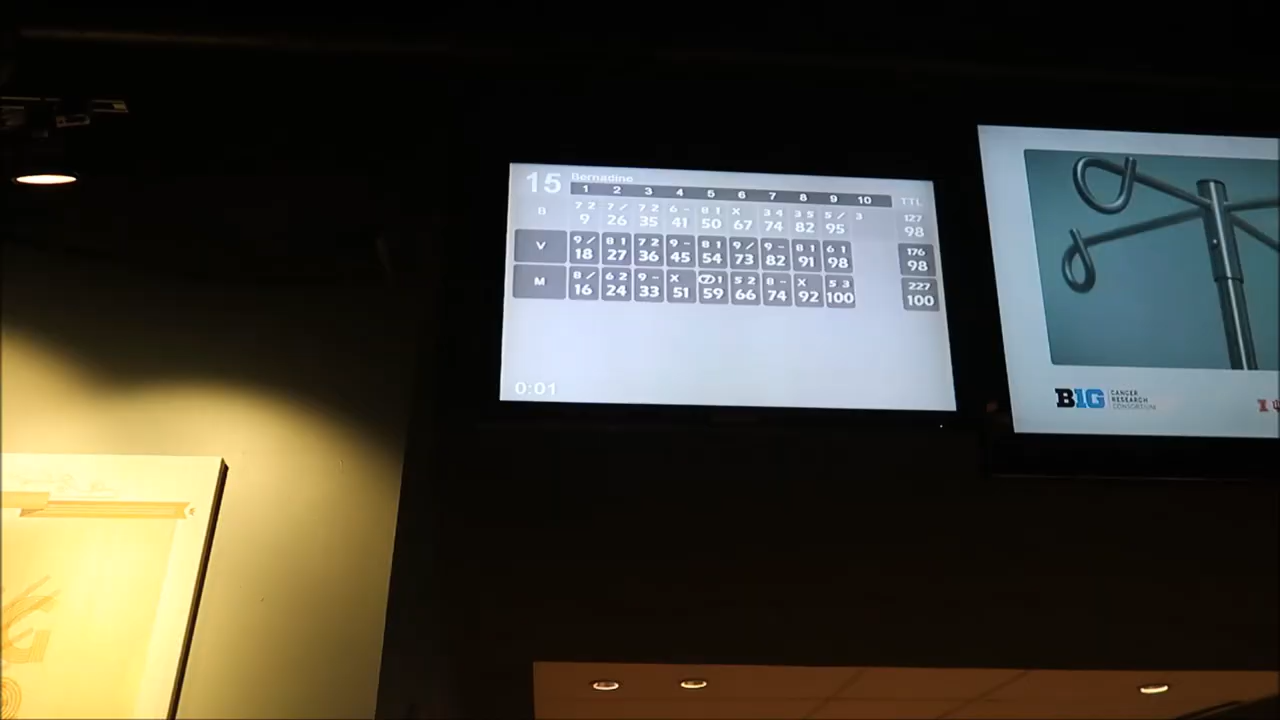 15 Bernadine
1 2 3 4 5 6 7 8 9 10 TTL
B 7 2 7 / 7 2 6 - 8 1 X 3 4 3 5 5 / 3 127
9 26 35 41 50 67 74 82 95 98
V 9 / 8 1 7 2 9 - 8 1 9 / 9 - 8 1 6 1 176
18 27 36 45 54 73 82 91 98 98
M 8 / 6 2 9 - X 7 1 5 2 8 - X 5 3 227
16 24 33 51 59 66 74 92 100 100
0:01
B1G CANCER
RESEARCH
CONSORTIUM